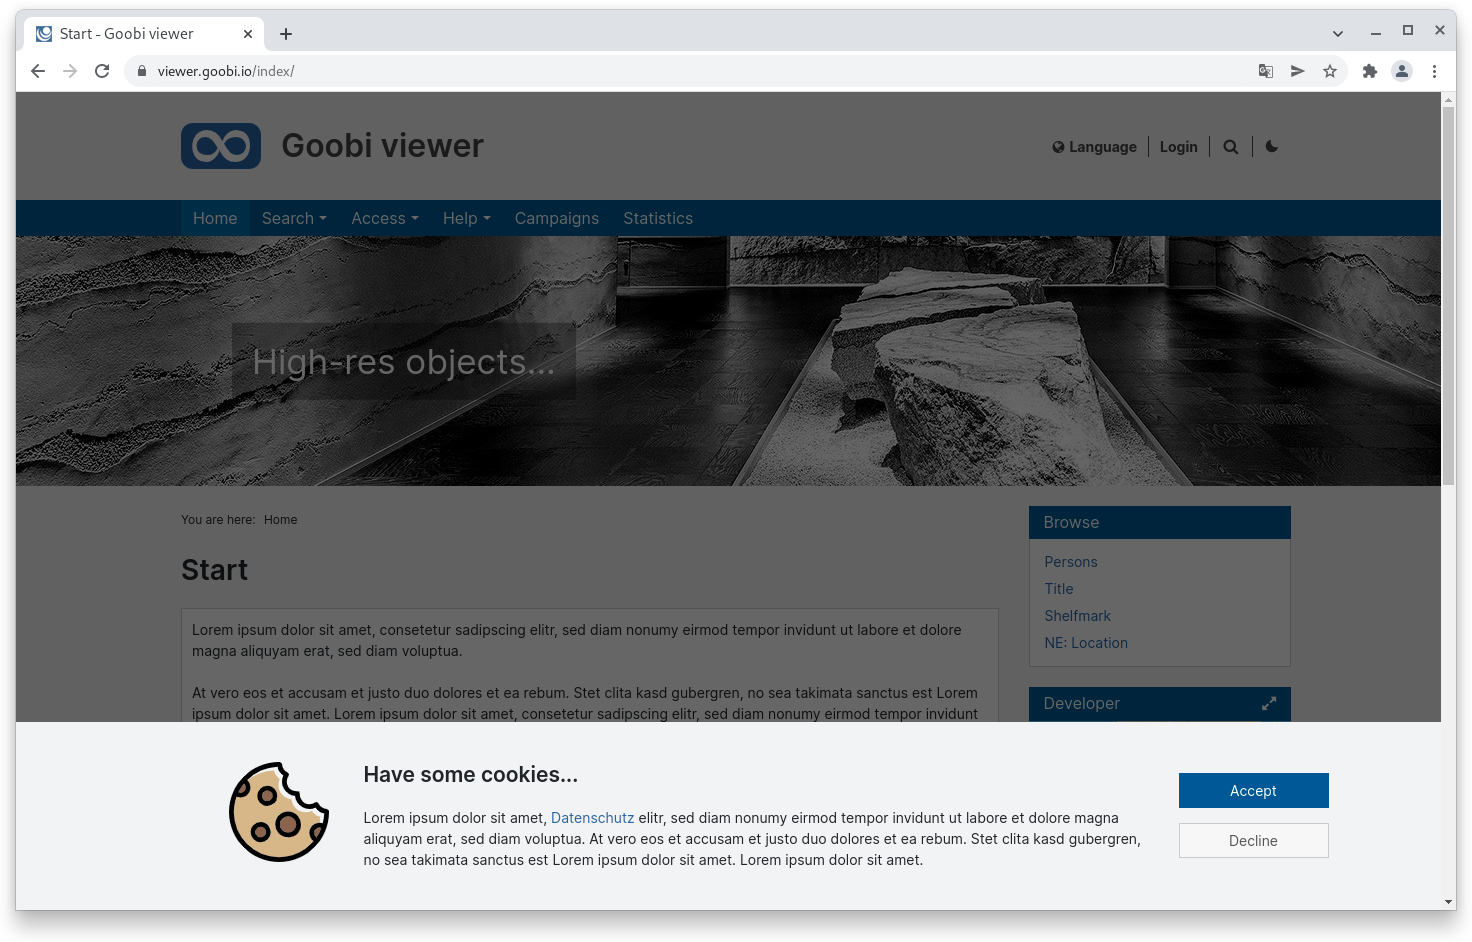 Start - Goobi viewer
viewer.goobi.io/index/
Goobi viewer
Language Login
Home Search Access Help Campaigns Statistics
High-res objects...
You are here: Home
Start
Lorem ipsum dolor sit amet, consetetur sadipscing elitr, sed diam nonumy eirmod tempor invidunt ut labore et dolore
magna aliquyam erat, sed diam voluptua.
At vero eos et accusam et justo duo dolores et ea rebum. Stet clita kasd gubergren, no sea takimata sanctus est Lorem
ipsum dolor sit amet. Lorem ipsum dolor sit amet, consetetur sadipscing elitr, sed diam nonumy eirmod tempor invidunt
Browse
Persons
Title
Shelfmark
NE: Location
Developer
Have some cookies...
Lorem ipsum dolor sit amet, Datenschutz elitr, sed diam nonumy eirmod tempor invidunt ut labore et dolore magna
aliquyam erat, sed diam voluptua. At vero eos et accusam et justo duo dolores et ea rebum. Stet clita kasd gubergren,
no sea takimata sanctus est Lorem ipsum dolor sit amet. Lorem ipsum dolor sit amet.
Accept
Decline